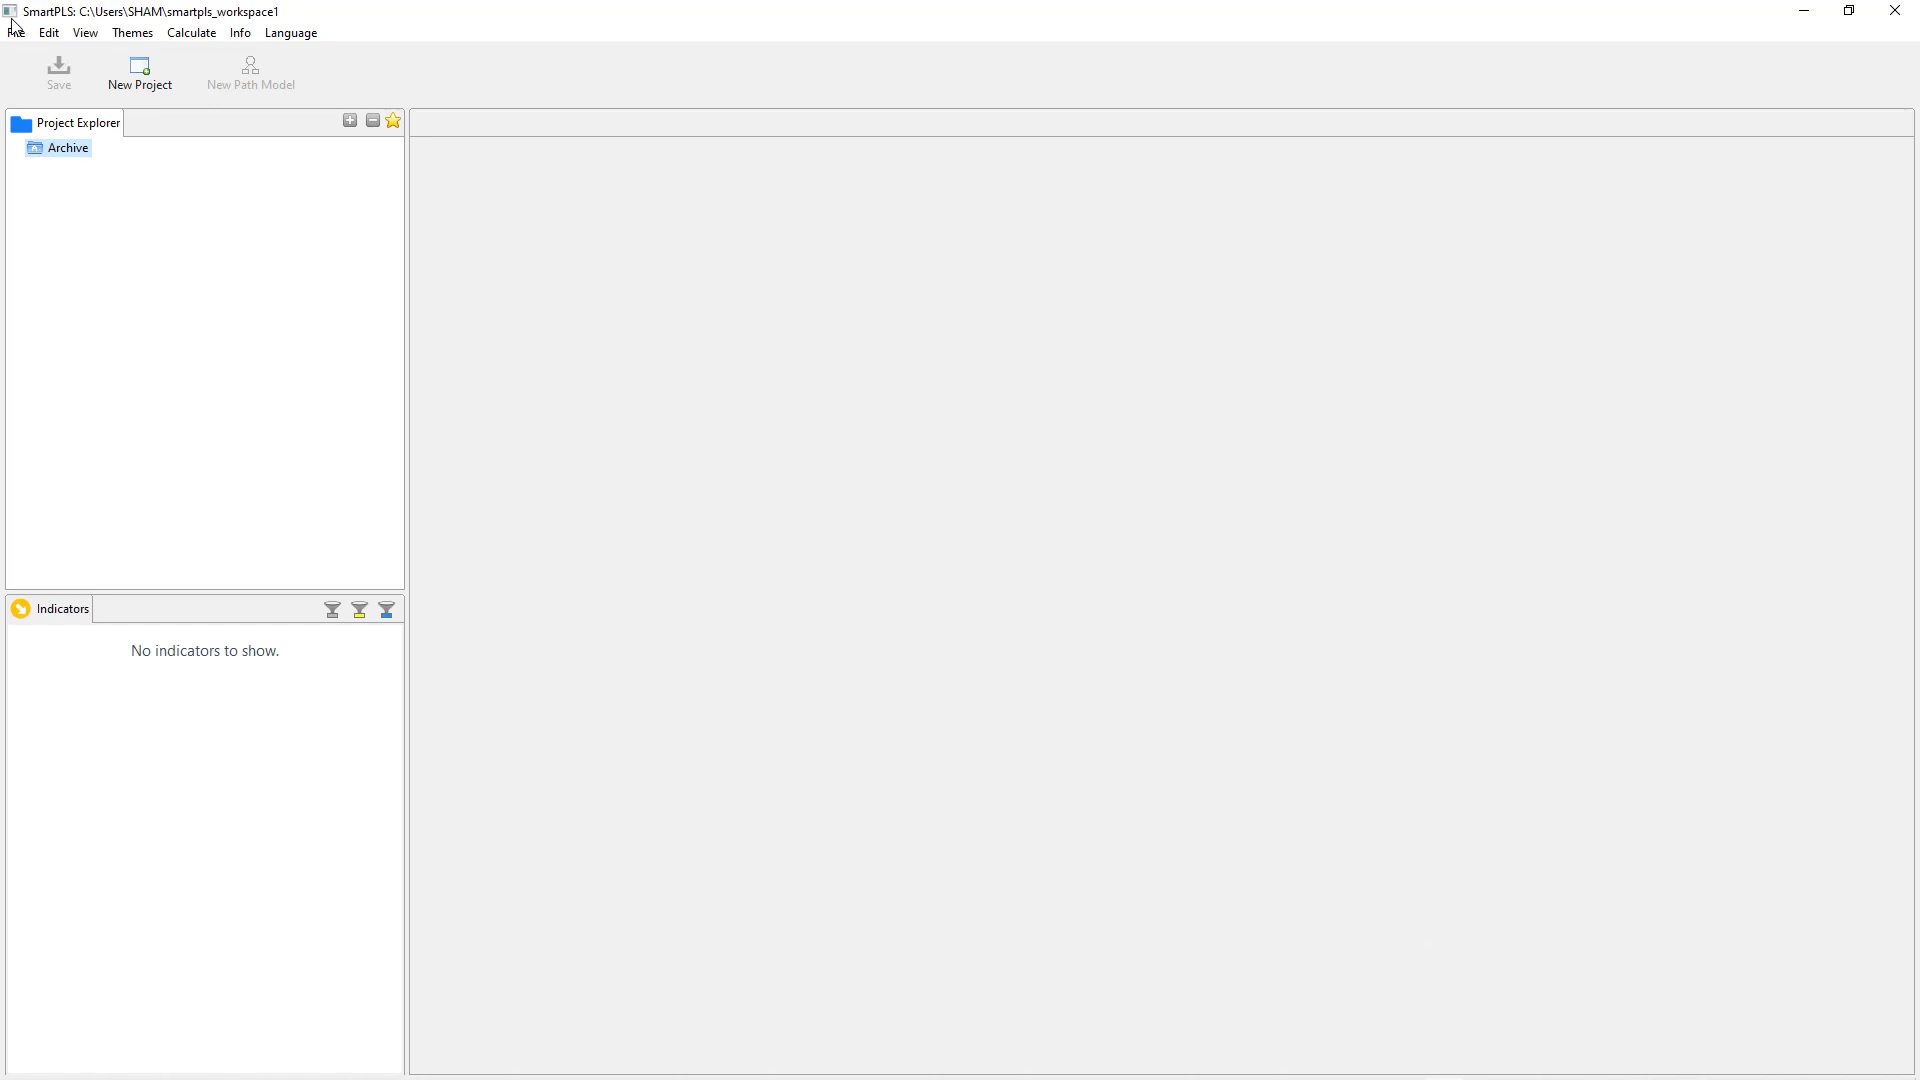 SmartPLS: C:\Users\SHAM\smartpls_workspace1
File Edit View Themes Calculate Info Language
Save New Project New Path Model
Project Explorer
Archive
Indicators
No indicators to show.